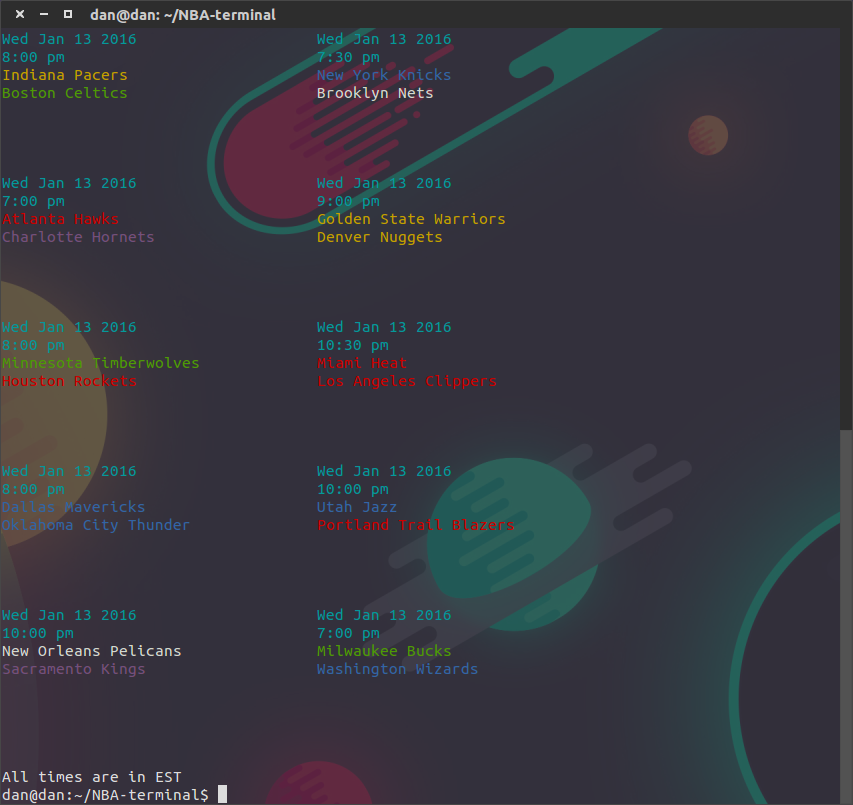 dan@dan: ~/NBA-terminal
Wed Jan 13 2016
8:00 pm
Indiana Pacers
Boston Celtics
Wed Jan 13 2016
7:30 pm
New York Knicks
Brooklyn Nets
Wed Jan 13 2016
7:00 pm
Atlanta Hawks
Charlotte Hornets
Wed Jan 13 2016
9:00 pm
Golden State Warriors
Denver Nuggets
Wed Jan 13 2016
8:00 pm
Minnesota Timberwolves
Houston Rockets
Wed Jan 13 2016
10:30 pm
Miami Heat
Los Angeles Clippers
Wed Jan 13 2016
8:00 pm
Dallas Mavericks
Oklahoma City Thunder
Wed Jan 13 2016
10:00 pm
Utah Jazz
Portland Trail Blazers
Wed Jan 13 2016
10:00 pm
New Orleans Pelicans
Sacramento Kings
Wed Jan 13 2016
7:00 pm
Milwaukee Bucks
Washington Wizards
All times are in EST
dan@dan:~/NBA-terminal$